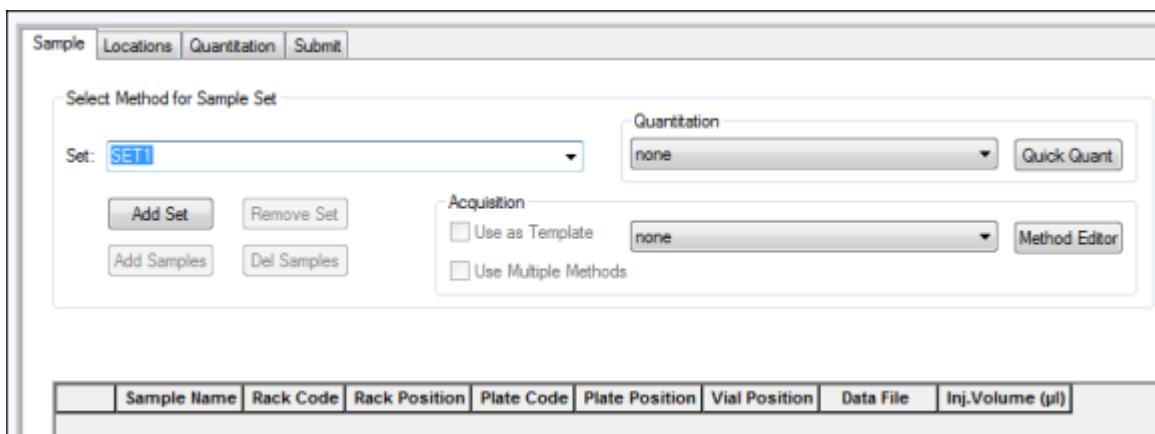 Sample Locations Quantitation Submit
Select Method for Sample Set
Quantitation
Set: SET1 none Quick Quant
Acquisition
Add Set Remove Set Use as Template none Method Editor
Add Samples Del Samples Use Multiple Methods
Sample Name Rack Code Rack Position Plate Code Plate Position Vial Position Data File Inj.Volume (µl)